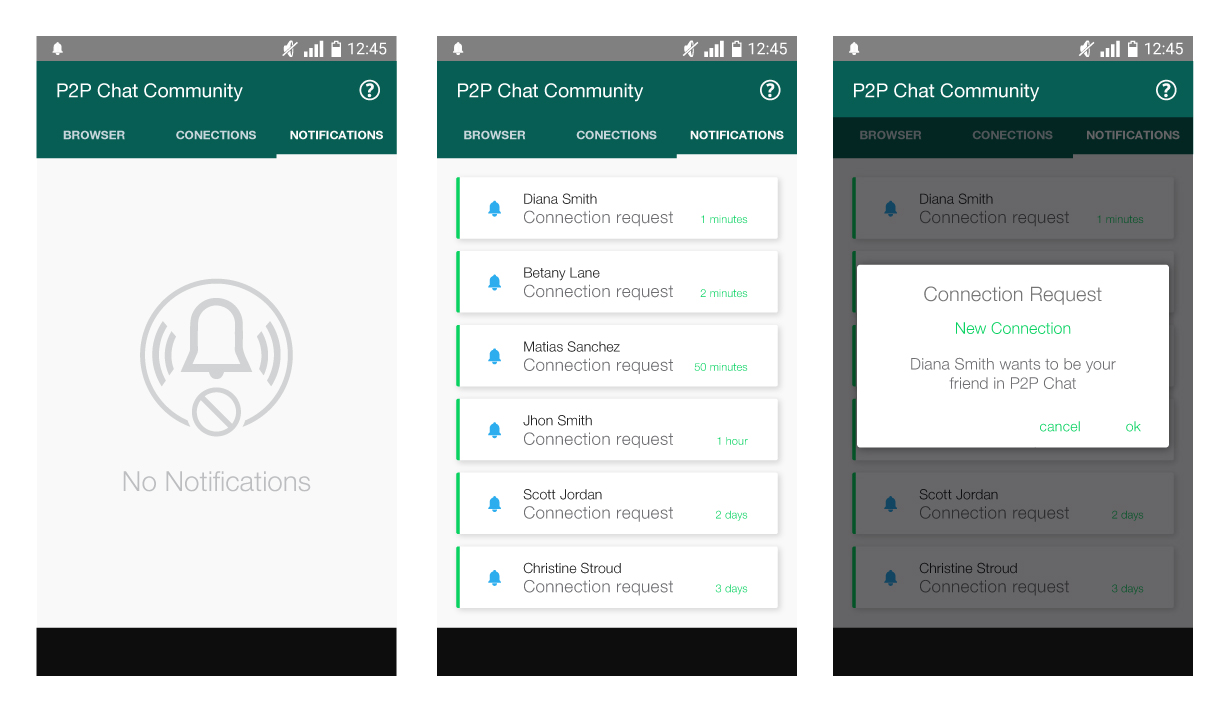 12:45
P2P Chat Community
BROWSER CONECTIONS NOTIFICATIONS
No Notifications
12:45
P2P Chat Community
BROWSER CONECTIONS NOTIFICATIONS
Diana Smith
Connection request 1 minutes
Betany Lane
Connection request 2 minutes
Matias Sanchez
Connection request 50 minutes
Jhon Smith
Connection request 1 hour
Scott Jordan
Connection request 2 days
Christine Stroud
Connection request 3 days
12:45
P2P Chat Community
BROWSER CONECTIONS NOTIFICATIONS
Diana Smith
Connection request 1 minutes
Connection Request
New Connection
Diana Smith wants to be your
friend in P2P Chat
cancel ok
Scott Jordan
Connection request 2 days
Christine Stroud
Connection request 3 days